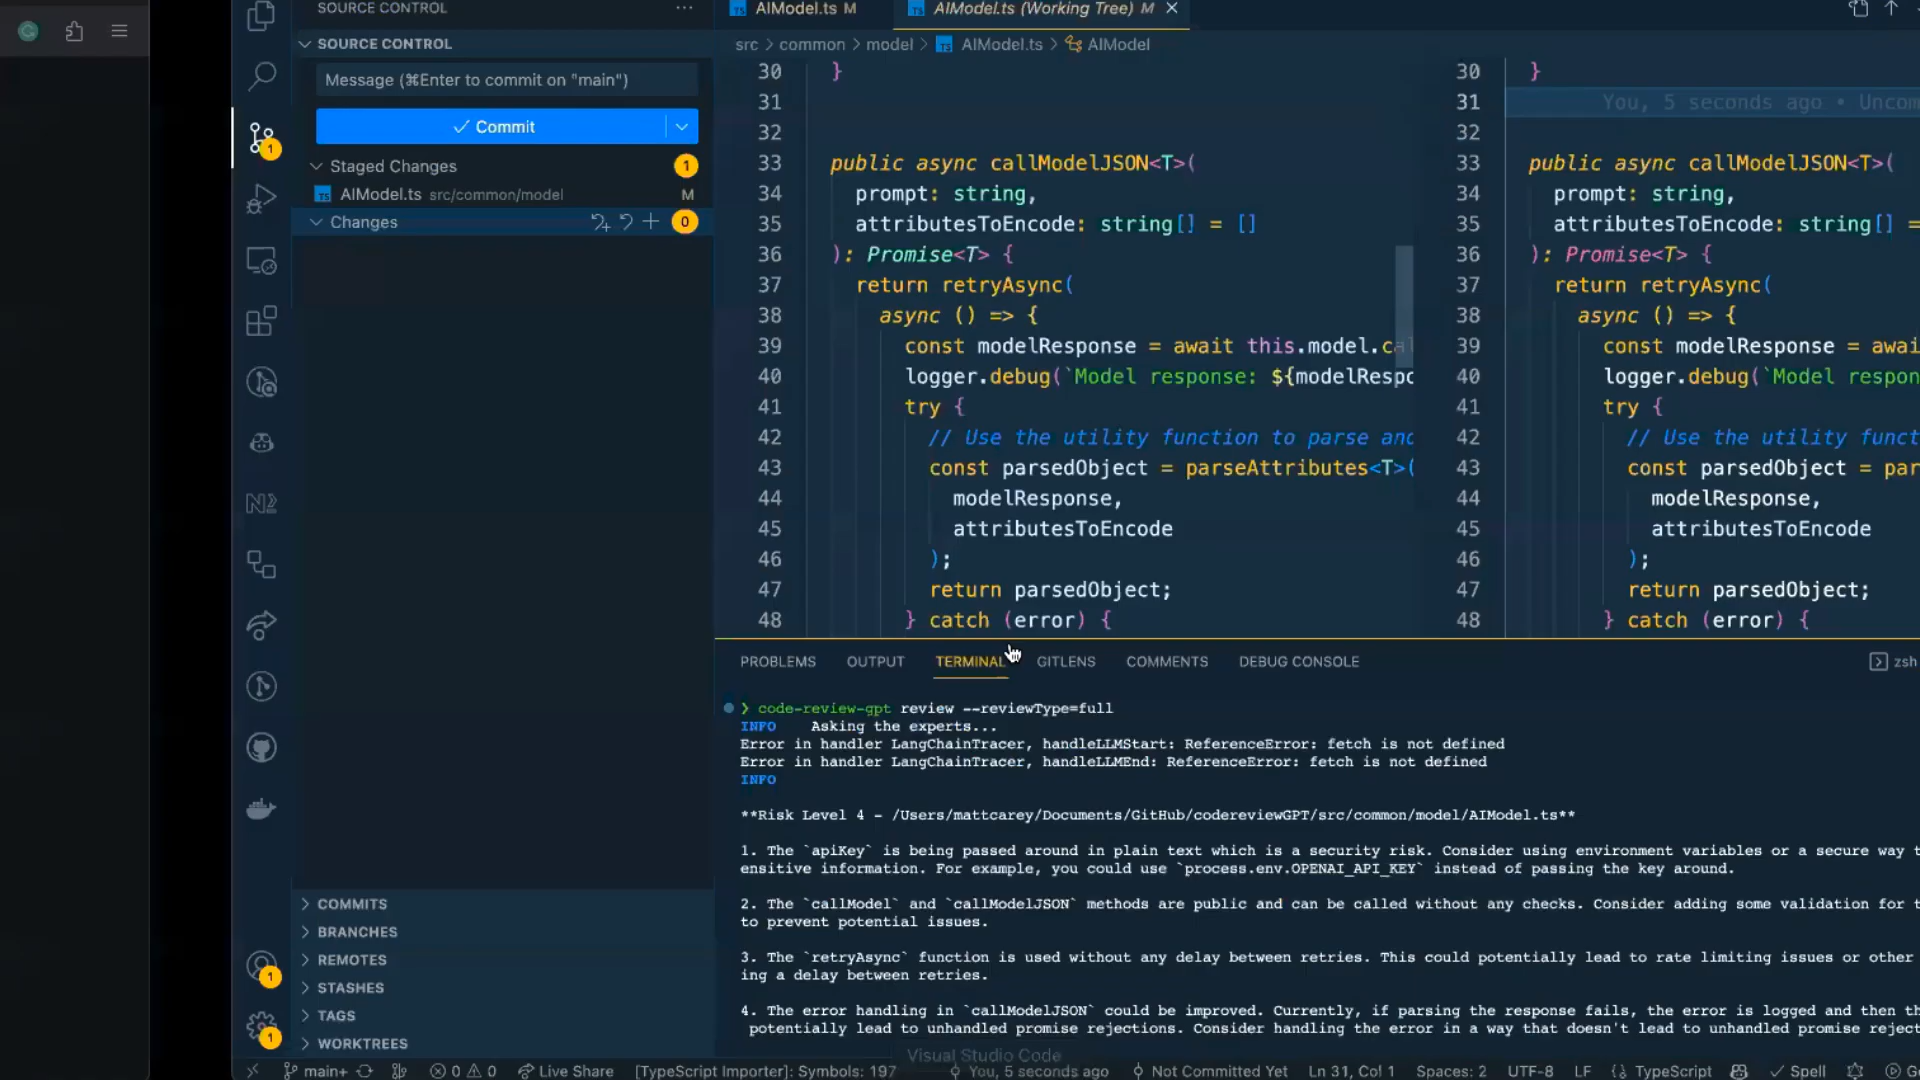 SOURCE CONTROL
SOURCE CONTROL
Message (⌘Enter to commit on "main")
Commit
Staged Changes 1
AIModel.ts src/common/model M
Changes 0
COMMITS
BRANCHES
REMOTES
STASHES
TAGS
WORKTREES
1
1
1
AIModel.ts M
AIModel.ts (Working Tree) M
src > common > model > AIModel.ts > AIModel
30 }
31
32
33 public async callModelJSON<T>(
34 prompt: string,
35 attributesToEncode: string[] = []
36 ): Promise<T> {
37 return retryAsync(
38 async () => {
39 const modelResponse = await this.model.ca
40 logger.debug(`Model response: ${modelRespo
41 try {
42 // Use the utility function to parse and
43 const parsedObject = parseAttributes<T>(
44 modelResponse,
45 attributesToEncode
46 );
47 return parsedObject;
48 } catch (error) {
30 }
31 You, 5 seconds ago • Uncom
32
33 public async callModelJSON<T>(
34 prompt: string,
35 attributesToEncode: string[] =
36 ): Promise<T> {
37 return retryAsync(
38 async () => {
39 const modelResponse = awai
40 logger.debug(`Model respon
41 try {
42 // Use the utility funct
43 const parsedObject = par
44 modelResponse,
45 attributesToEncode
46 );
47 return parsedObject;
48 } catch (error) {
PROBLEMS OUTPUT TERMINAL GITLENS COMMENTS DEBUG CONSOLE zsh
❯ code-review-gpt review --reviewType=full
INFO Asking the experts...
Error in handler LangChainTracer, handleLLMStart: ReferenceError: fetch is not defined
Error in handler LangChainTracer, handleLLMEnd: ReferenceError: fetch is not defined
INFO
**Risk Level 4 - /Users/mattcarey/Documents/GitHub/codereviewGPT/src/common/model/AIModel.ts**
1. The `apiKey` is being passed around in plain text which is a security risk. Consider using environment variables or a secure way t
ensitive information. For example, you could use `process.env.OPENAI_API_KEY` instead of passing the key around.
2. The `callModel` and `callModelJSON` methods are public and can be called without any checks. Consider adding some validation for t
to prevent potential issues.
3. The `retryAsync` function is used without any delay between retries. This could potentially lead to rate limiting issues or other
ing a delay between retries.
4. The error handling in `callModelJSON` could be improved. Currently, if parsing the response fails, the error is logged and then th
potentially lead to unhandled promise rejections. Consider handling the error in a way that doesn't lead to unhandled promise reject
Visual Studio Code
main+ 0 0 Live Share [TypeScript Importer]: Symbols: 197 You, 5 seconds ago Not Committed Yet Ln 31, Col 1 Spaces: 2 UTF-8 LF {} TypeScript Spell Go